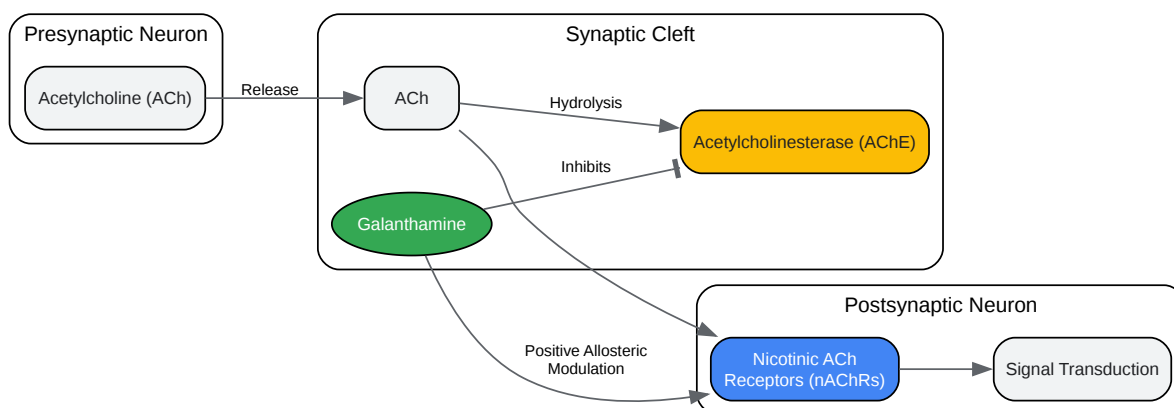 Presynaptic Neuron
Acetylcholine (ACh)
Release
Synaptic Cleft
ACh
Hydrolysis
Acetylcholinesterase (AChE)
Inhibits
Galanthamine
Positive Allosteric
Modulation
Postsynaptic Neuron
Nicotinic ACh
Receptors (nAChRs)
Signal Transduction